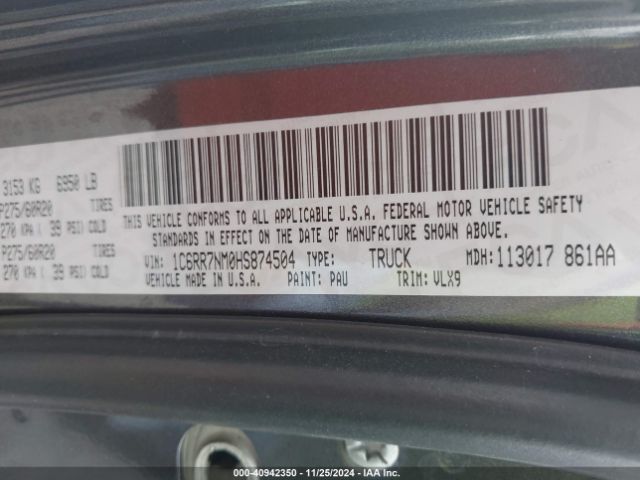 3153 KG 6950 LB
P275/60R20 TIRES
270 KPA ( 39 PSI) COLD
P275/60R20 TIRES
270 KPA ( 39 PSI) COLD
THIS VEHICLE CONFORMS TO ALL APPLICABLE U.S.A. FEDERAL MOTOR VEHICLE SAFETY
STANDARDS IN EFFECT ON THE DATE OF MANUFACTURE SHOWN ABOVE.
VIN: 1C6RR7NM0HS874504 TYPE: TRUCK MDH: 113017 861AA
VEHICLE MADE IN U.S.A. PAINT: PAU TRIM: VLX9
000-40942350 - 11/25/2024 - IAA Inc.